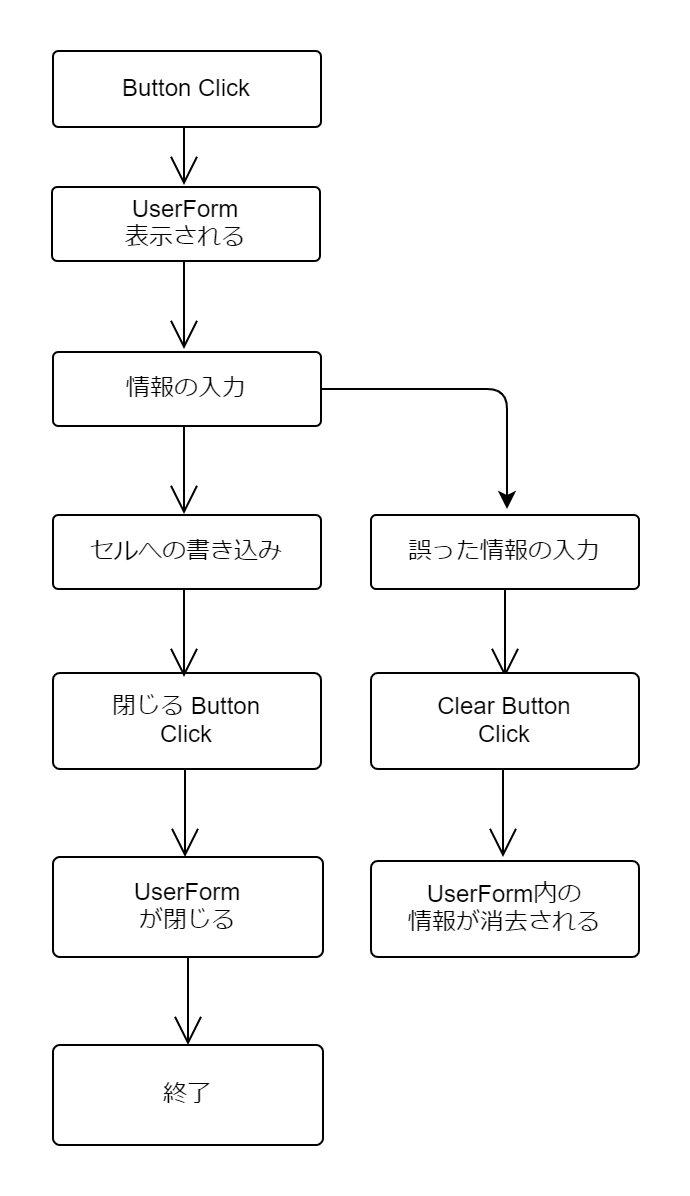 Button Click
UserForm
表示される
情報の入力
セルへの書き込み
誤った情報の入力
閉じる Button
Click
Clear Button
Click
UserForm
が閉じる
UserForm内の
情報が消去される
終了